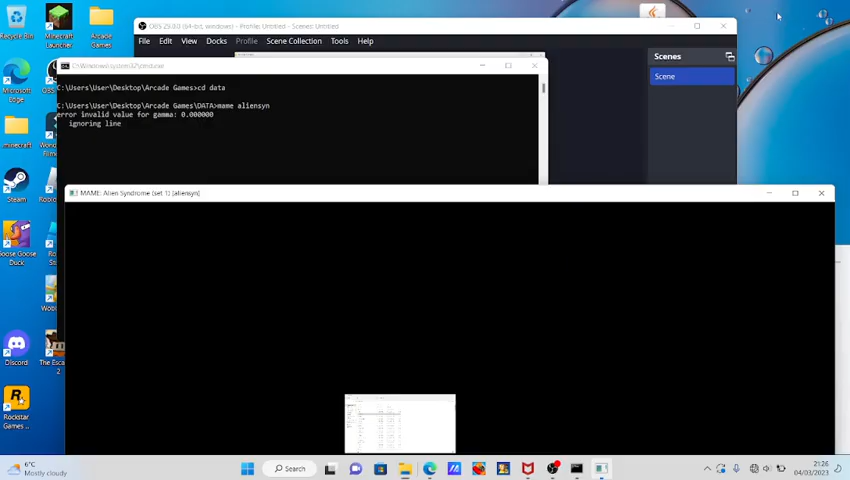 OBS 29.0.0 (64-bit, windows) - Profile: Untitled - Scenes: Untitled
File Edit View Docks Profile Scene Collection Tools Help
Scenes
Scene
C:\Windows\system32\cmd.exe
C:\Users\User\Desktop\Arcade Games>cd data
C:\Users\User\Desktop\Arcade Games\DATA>mame aliensyn
error invalid value for gamma: 0.000000
ignoring line
MAME: Alien Syndrome (set 1) [aliensyn]
Recycle Bin
Minecraft
Launcher
Arcade
Games
Microsoft
Edge
OBS
minecraft
Steam
Goose Goose
Duck
Discord
Rockstar
Games ..
6°C
Mostly cloudy
Search
21:26
04/03/2023